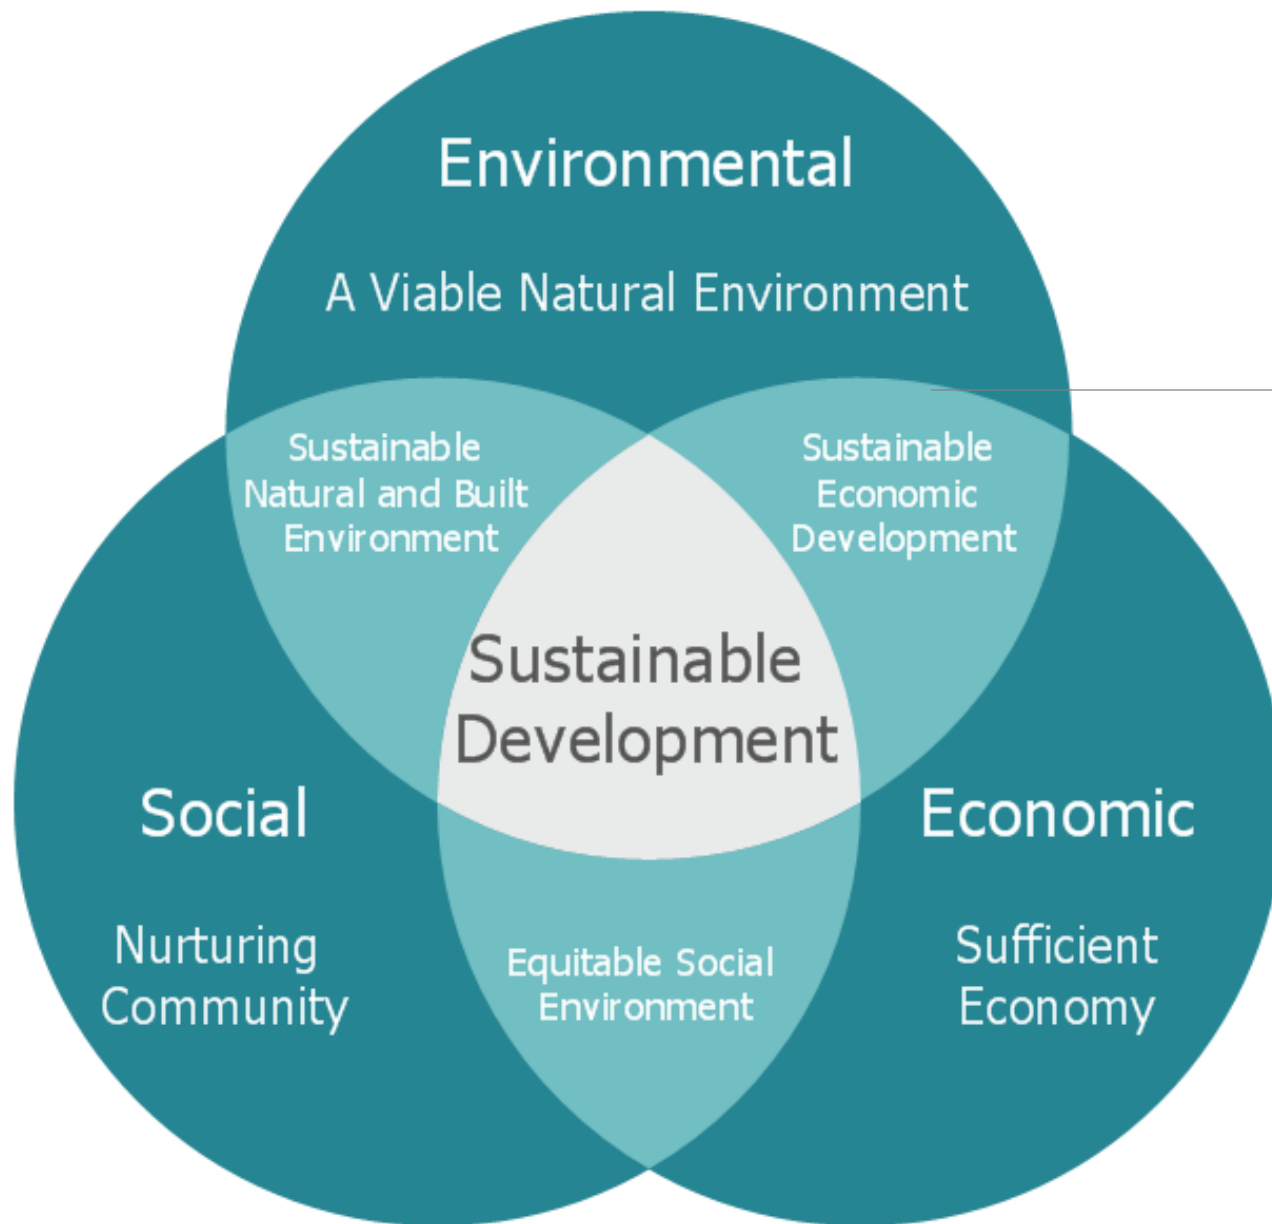 Environmental
A Viable Natural Environment
Sustainable
Natural and Built
Environment
Sustainable
Economic
Development
Sustainable
Development
Social
Nurturing
Community
Economic
Sufficient
Economy
Equitable Social
Environment